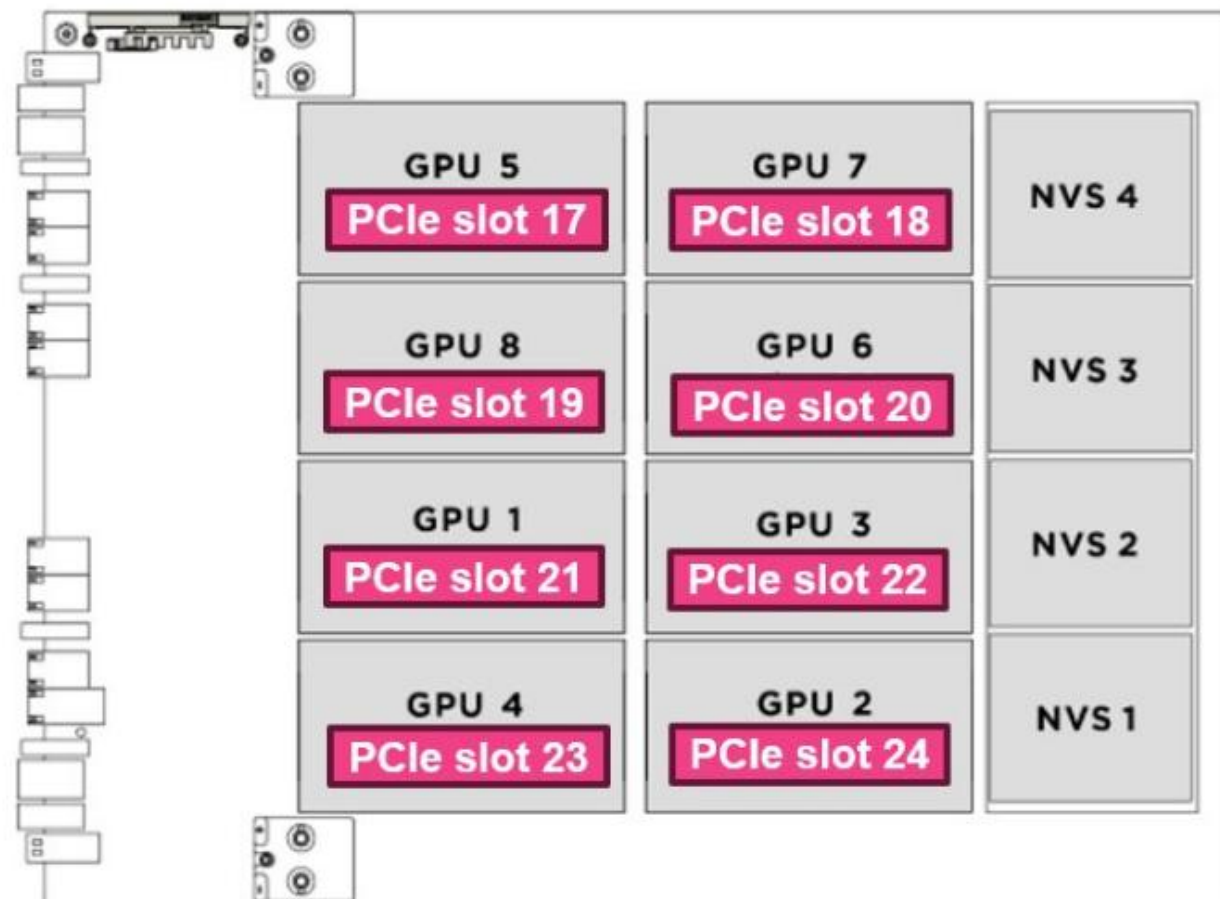 GPU 5
PCIe slot 17
GPU 7
PCIe slot 18
NVS 4
GPU 8
PCIe slot 19
GPU 6
PCIe slot 20
NVS 3
GPU 1
PCIe slot 21
GPU 3
PCIe slot 22
NVS 2
GPU 4
PCIe slot 23
GPU 2
PCIe slot 24
NVS 1